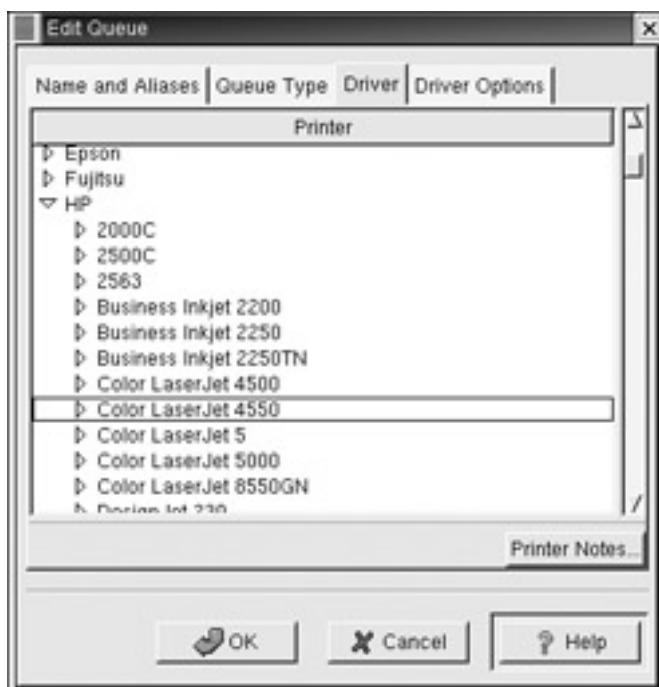 Edit Queue
Name and Aliases Queue Type Driver Driver Options
Printer
Epson
Fujitsu
HP
2000C
2500C
2563
Business Inkjet 2200
Business Inkjet 2250
Business Inkjet 2250TN
Color LaserJet 4500
Color LaserJet 4550
Color LaserJet 5
Color LaserJet 5000
Color LaserJet 8550GN
DesignJet 230
Printer Notes...
OK Cancel Help